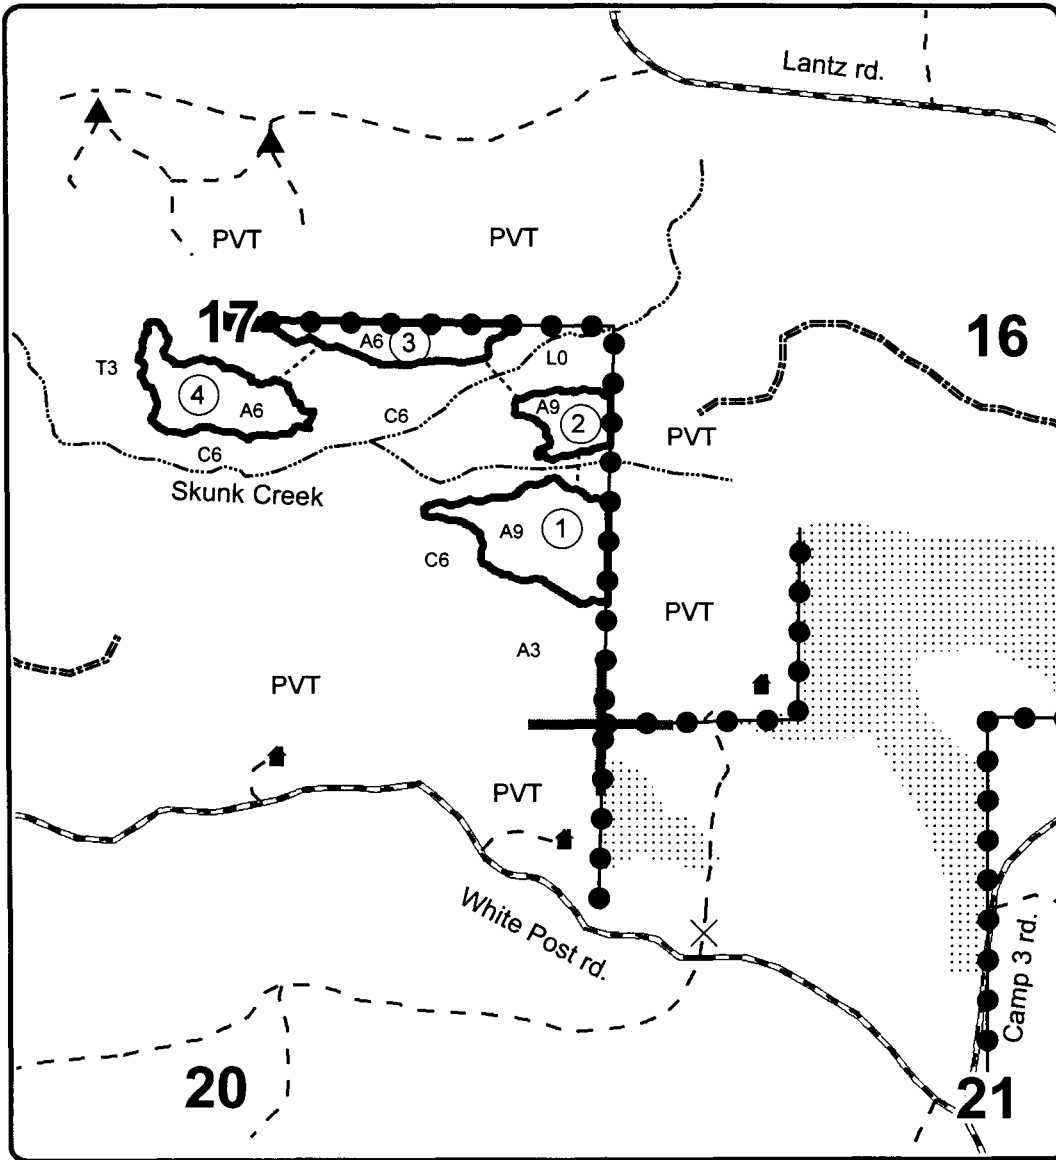 Lantz rd.
PVT
PVT
17
16
A6
3
L0
T3
4
A6
A9
2
C6
PVT
C6
Skunk Creek
A9
1
C6
PVT
A3
PVT
PVT
White Post rd.
Camp 3 rd.
20
21